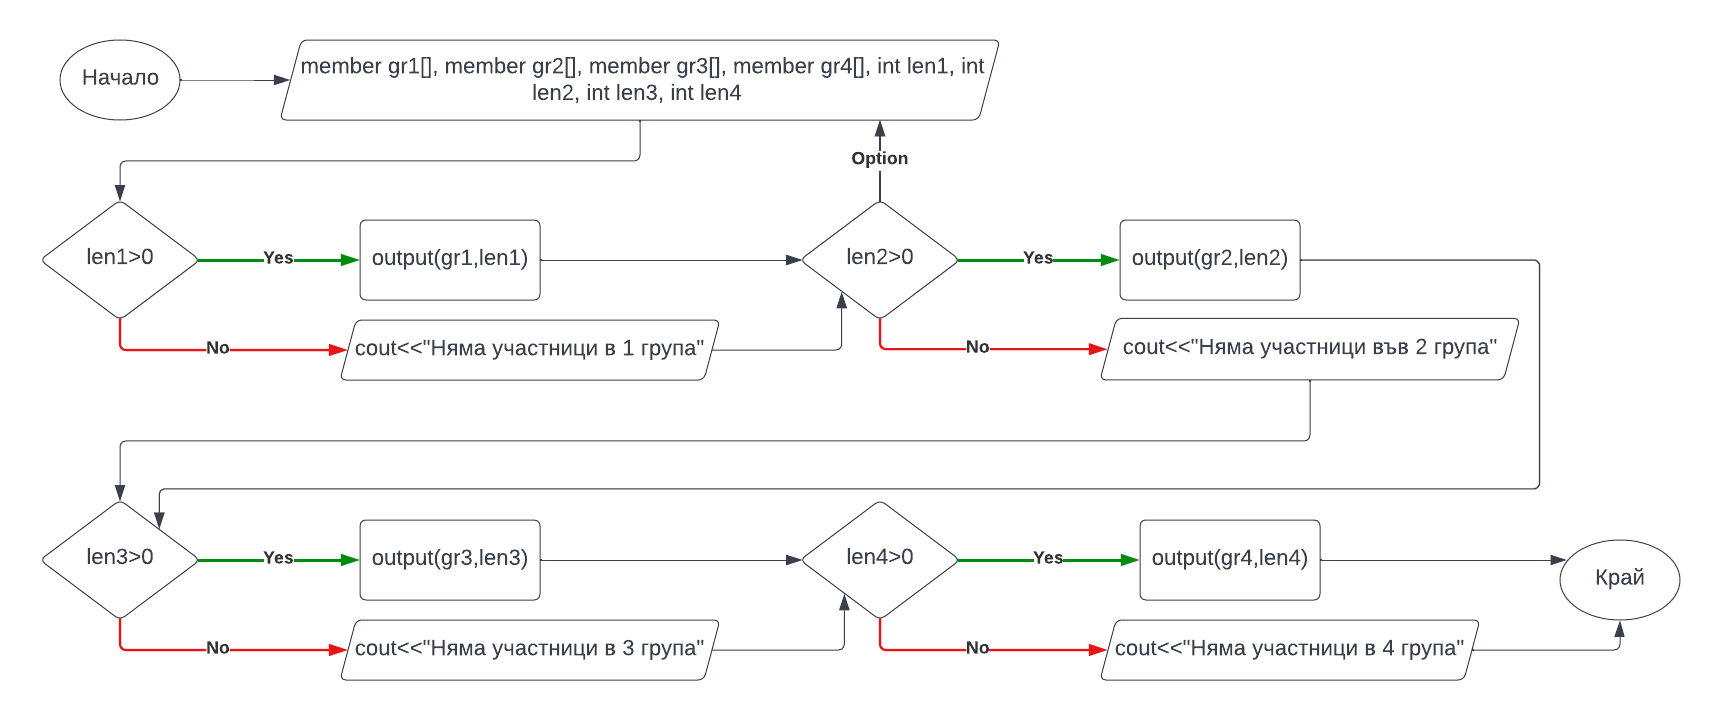 Начало
member gr1[], member gr2[], member gr3[], member gr4[], int len1, int
len2, int len3, int len4
Option
len1>0
Yes
output(gr1,len1)
len2>0
Yes
output(gr2,len2)
No
cout<<"Няма участници в 1 група"
No
cout<<"Няма участници във 2 група"
len3>0
Yes
output(gr3,len3)
len4>0
Yes
output(gr4,len4)
Край
No
cout<<"Няма участници в 3 група"
No
cout<<"Няма участници в 4 група"